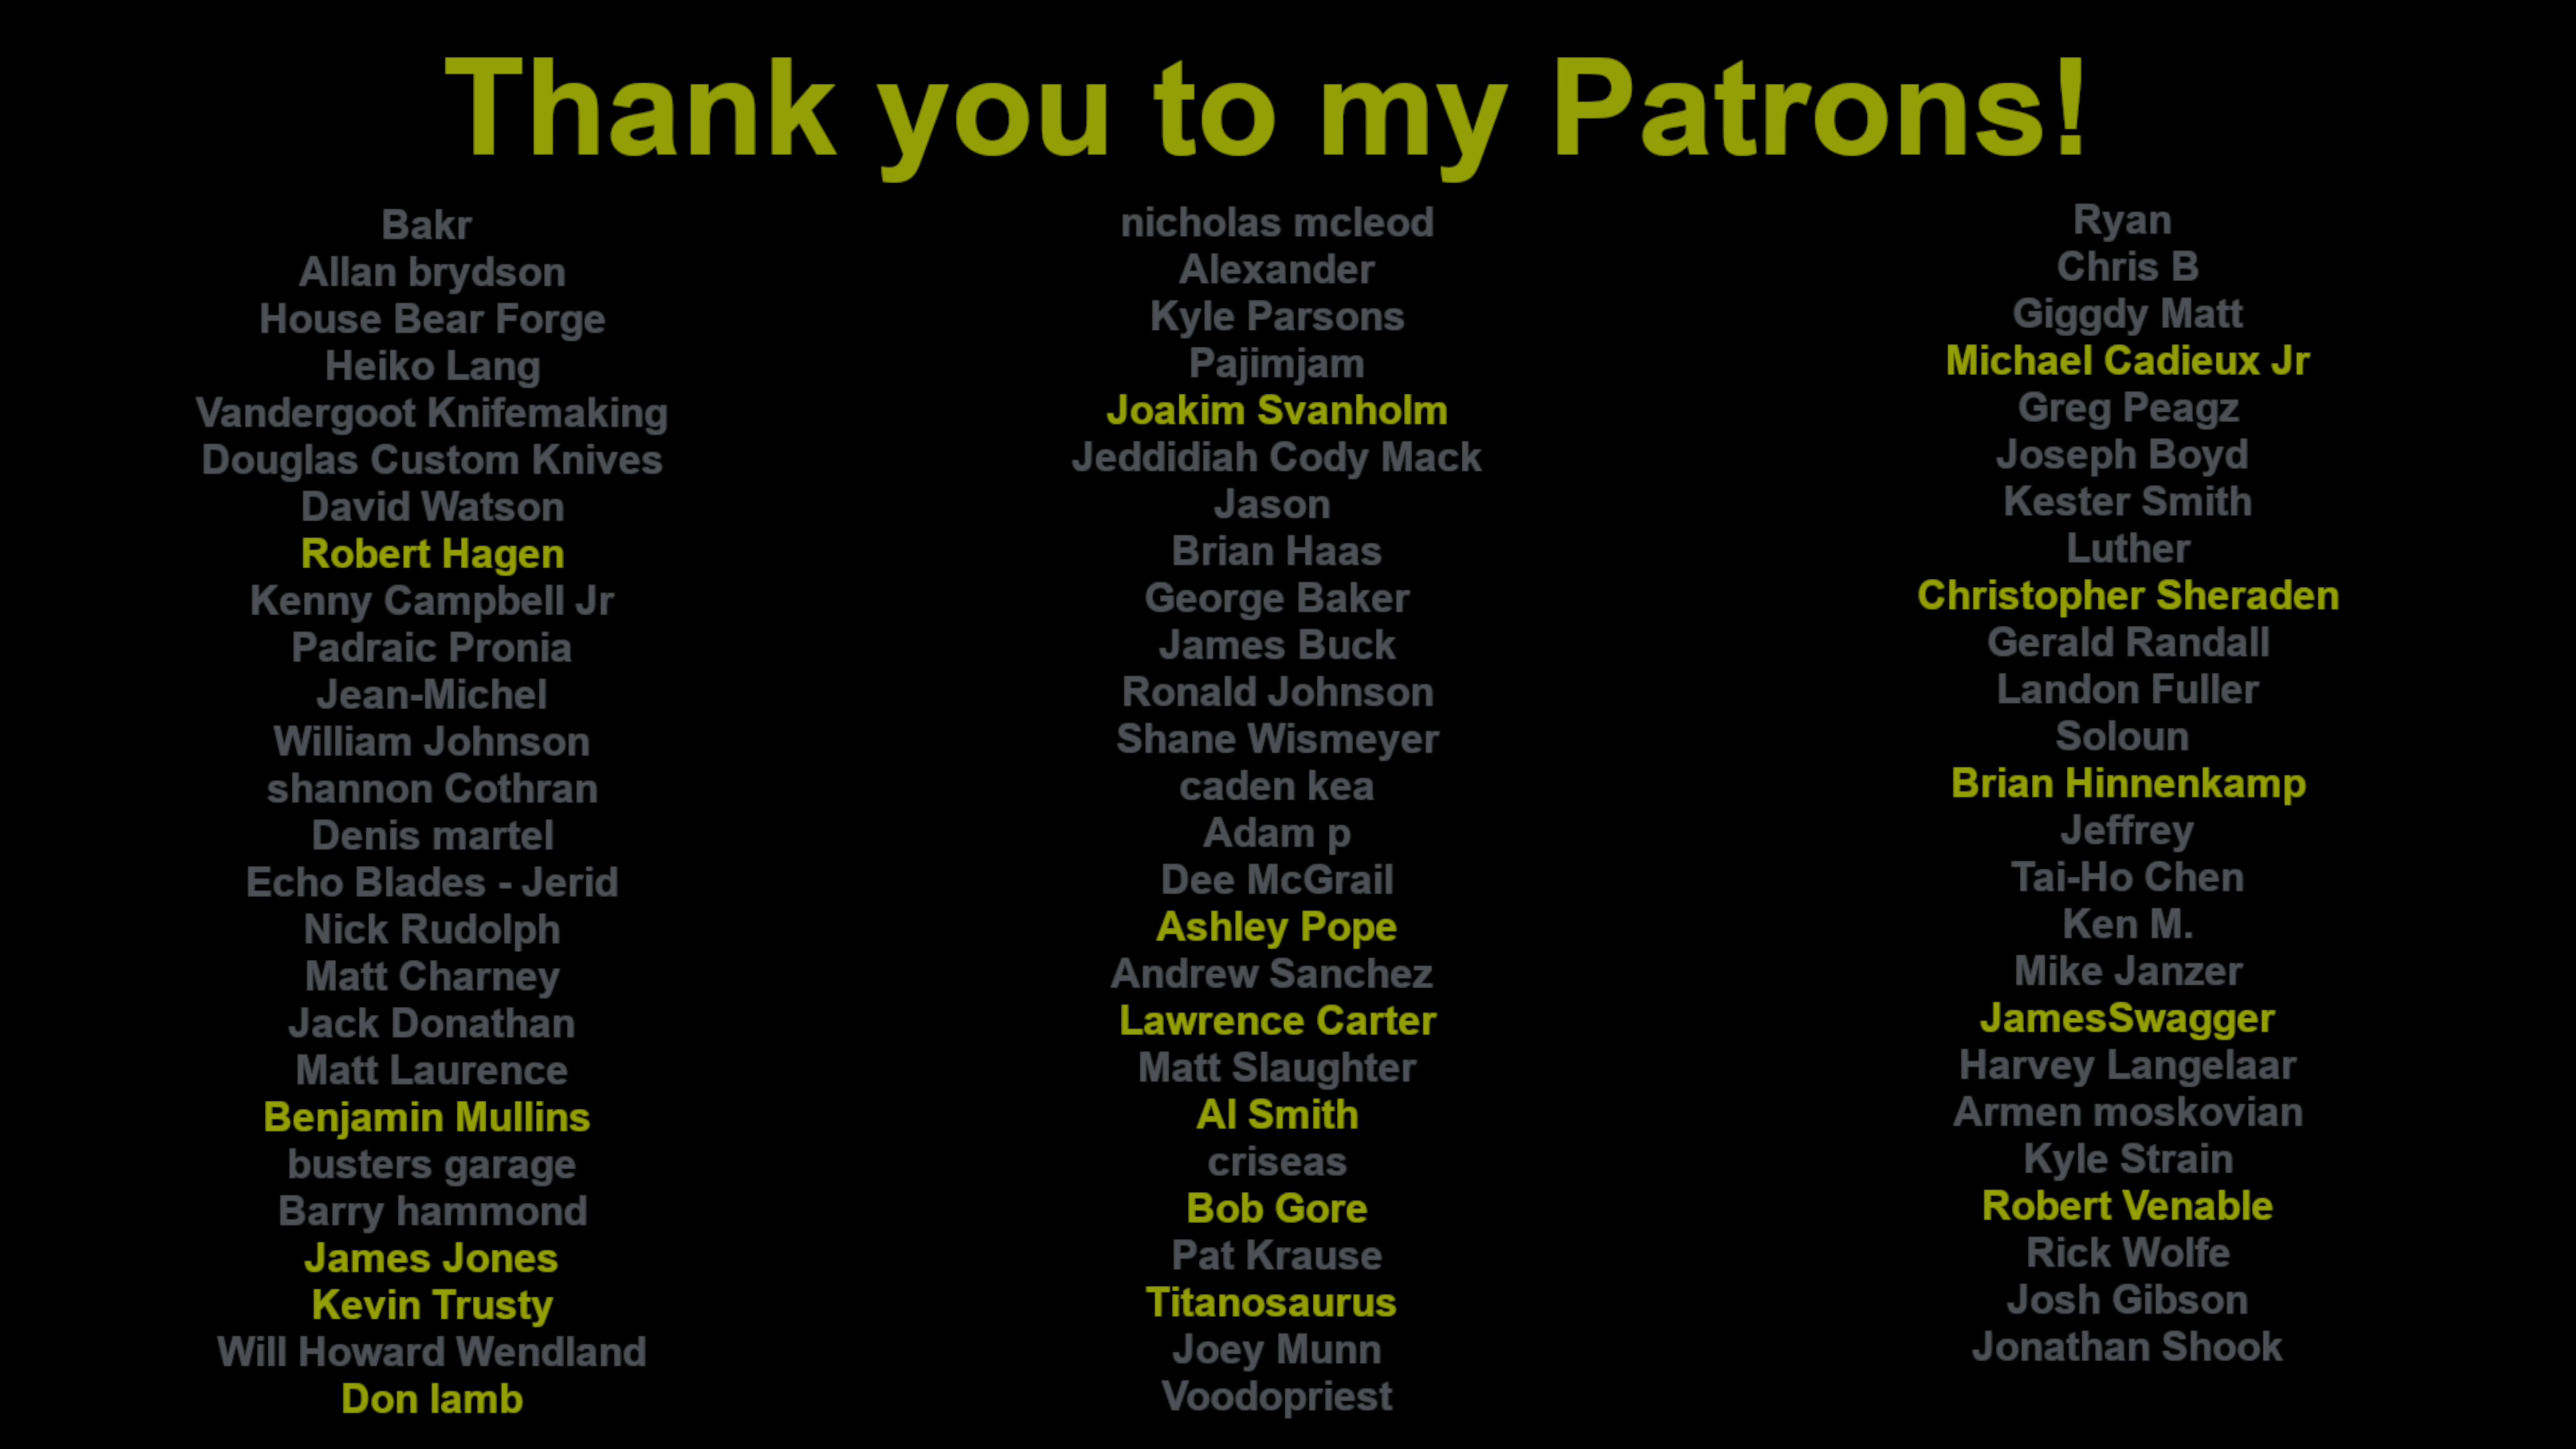 Thank you to my Patrons!
Bakr
Allan brydson
House Bear Forge
Heiko Lang
Vandergoot Knifemaking
Douglas Custom Knives
David Watson
Robert Hagen
Kenny Campbell Jr
Padraic Pronia
Jean-Michel
William Johnson
shannon Cothran
Denis martel
Echo Blades - Jerid
Nick Rudolph
Matt Charney
Jack Donathan
Matt Laurence
Benjamin Mullins
busters garage
Barry hammond
James Jones
Kevin Trusty
Will Howard Wendland
Don lamb
nicholas mcleod
Alexander
Kyle Parsons
Pajimjam
Joakim Svanholm
Jeddidiah Cody Mack
Jason
Brian Haas
George Baker
James Buck
Ronald Johnson
Shane Wismeyer
caden kea
Adam p
Dee McGrail
Ashley Pope
Andrew Sanchez
Lawrence Carter
Matt Slaughter
Al Smith
criseas
Bob Gore
Pat Krause
Titanosaurus
Joey Munn
Voodopriest
Ryan
Chris B
Giggdy Matt
Michael Cadieux Jr
Greg Peagz
Joseph Boyd
Kester Smith
Luther
Christopher Sheraden
Gerald Randall
Landon Fuller
Soloun
Brian Hinnenkamp
Jeffrey
Tai-Ho Chen
Ken M.
Mike Janzer
JamesSwagger
Harvey Langelaar
Armen moskovian
Kyle Strain
Robert Venable
Rick Wolfe
Josh Gibson
Jonathan Shook